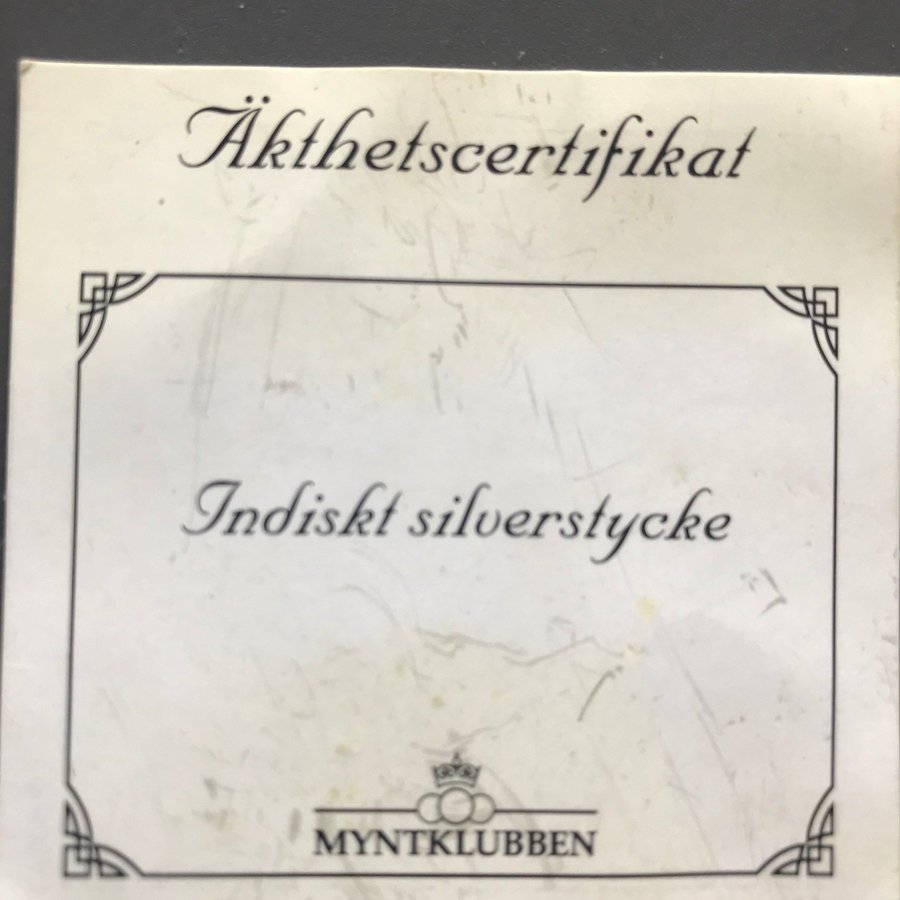 Äkthetscertifikat
Indiskt silverstycke
MYNTKLUBBEN